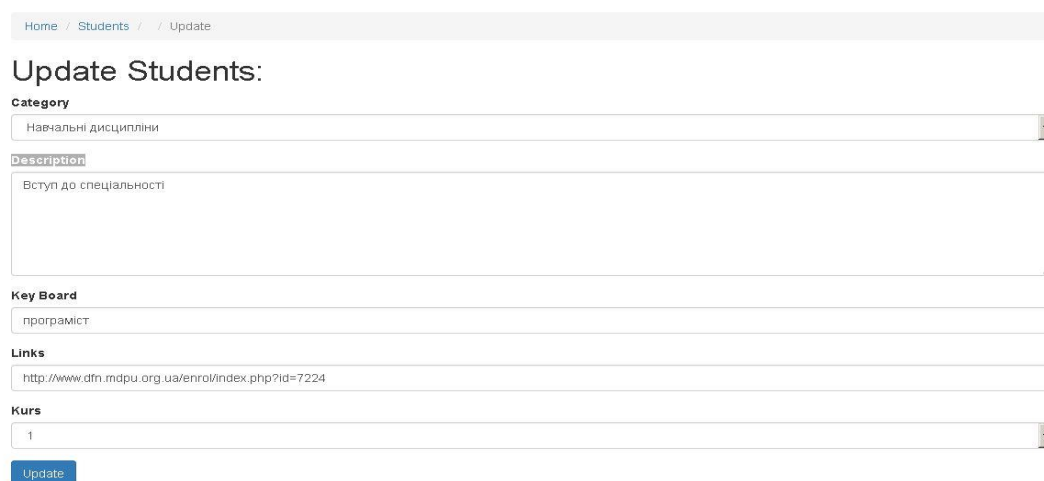 Home / Students / / Update
Update Students:
Category
Навчальні дисципліни
Description
Вступ до спеціальності
Key Board
програміст
Links
http://www.dfn.mdpu.org.ua/enrol/index.php?id=7224
Kurs
1
Update